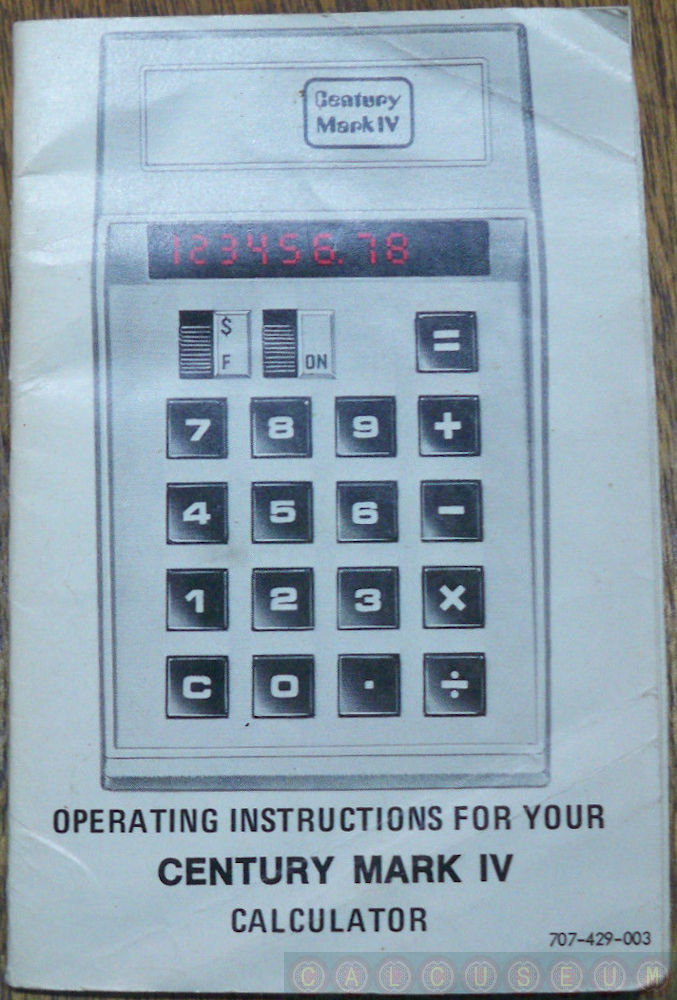 Century
Mark IV
123456.78
$
F
ON
=
7 8 9 +
4 5 6 -
1 2 3 ×
C 0 . ÷
OPERATING INSTRUCTIONS FOR YOUR
CENTURY MARK IV
CALCULATOR
707-429-003
CALCUSEUM